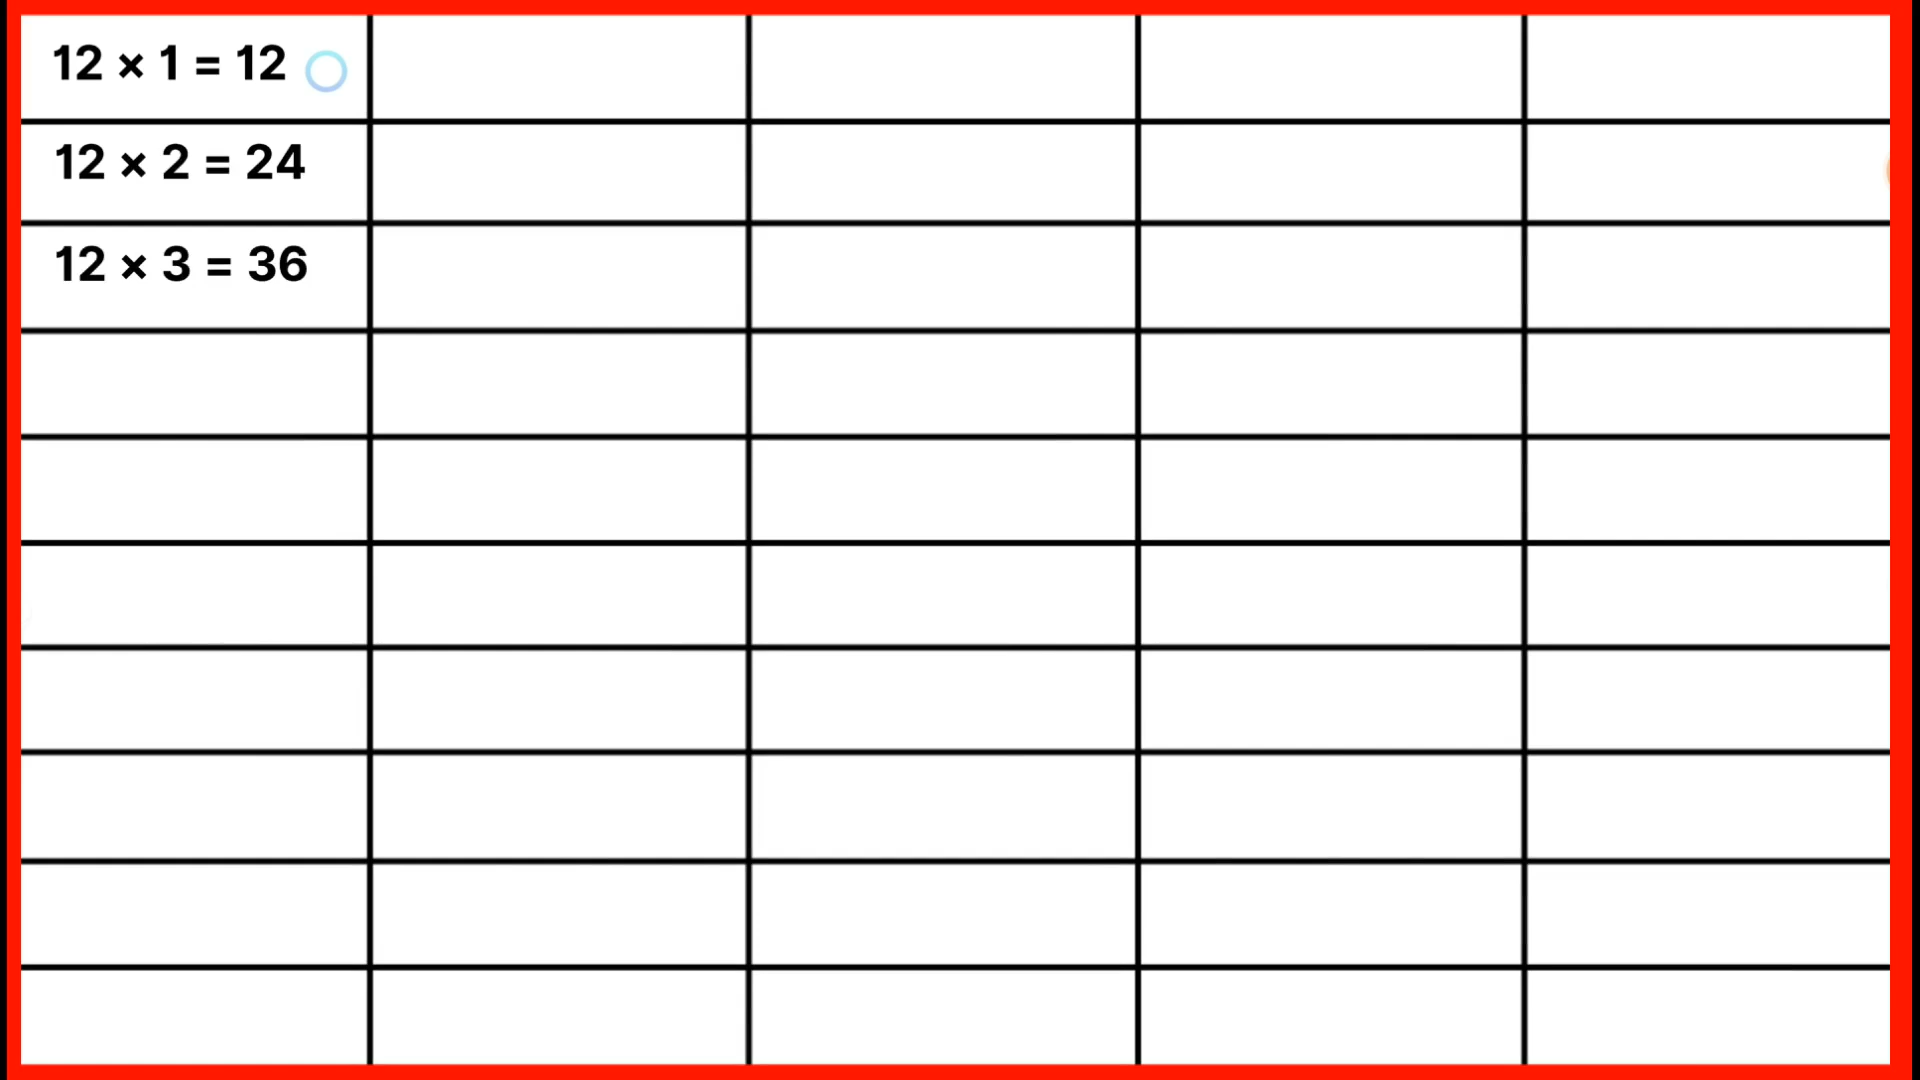 12 × 1 = 12
12 × 2 = 24
12 × 3 = 36